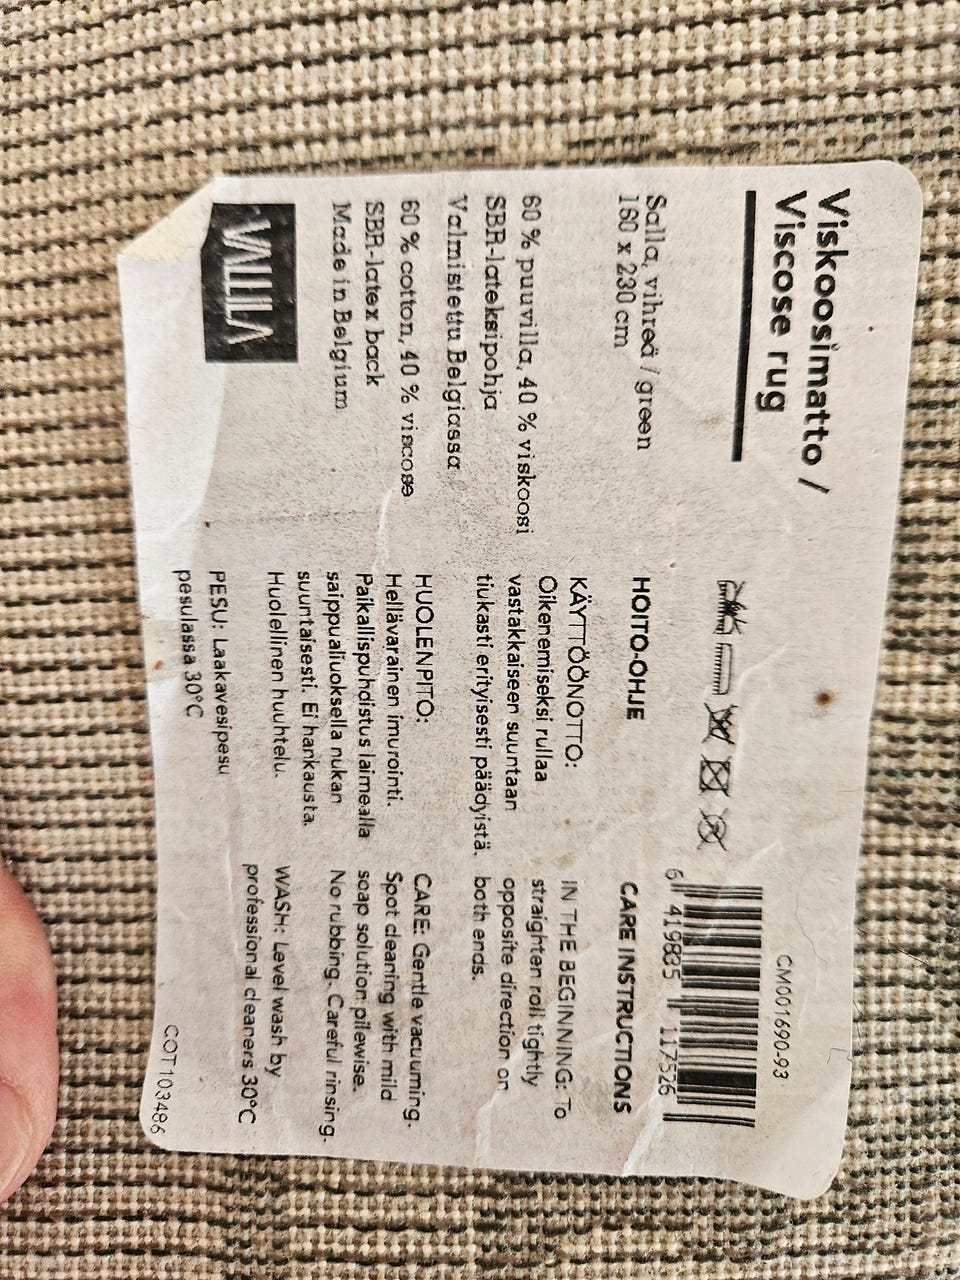 Viskoosimatto /
Viscose rug
Salla, vihreä / green
160 x 230 cm
60 % puuvilla, 40 % viskoosi
SBR-lateksipohja
Valmistettu Belgiassa
60 % cotton, 40 % viscose
SBR-latex back
Made in Belgium
VALLILA
HOITO-OHJE
KÄYTTÖÖNOTTO:
Oikenemiseksi rullaa
vastakkaiseen suuntaan
tiukasti erityisesti päädyistä.
HUOLENPITO:
Hellävarainen imurointi.
Paikallispuhdistus laimealla
saippualiuoksella nukan
suuntaisesti. Ei hankausta.
Huolellinen huuhtelu.
PESU: Laakavesipesu
pesulassa 30°C
CM001690-93
6 419835 117526
CARE INSTRUCTIONS
IN THE BEGINNING: To
straighten roll tightly
opposite direction on
both ends.
CARE: Gentle vacuuming.
Spot cleaning with mild
soap solution pilewise.
No rubbing. Careful rinsing.
WASH: Level wash by
professional cleaners 30°C
COT103486